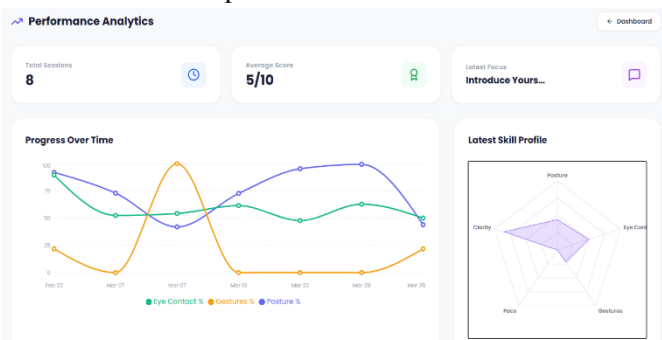 Performance Analytics
← Dashboard
Total Sessions
8
Average Score
5/10
Latest Focus
Introduce Yours...
Progress Over Time
100
75
50
25
0
Feb 22
Mar 07
Mar 07
Mar 13
Mar 22
Mar 28
Mar 29
Eye Contact % Gestures % Posture %
Latest Skill Profile
Posture
Clarity
Eye Cont
Pace
Gestures